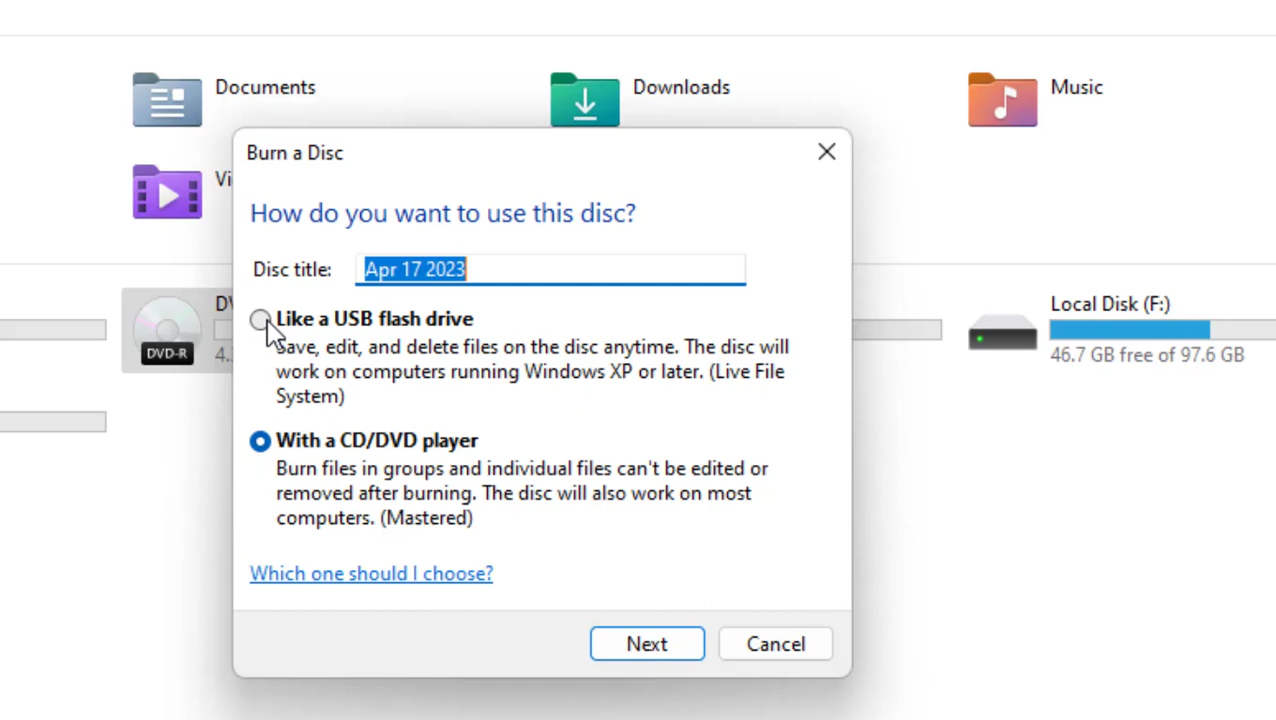 Documents
Downloads
Music
Vi
Burn a Disc
How do you want to use this disc?
Disc title: Apr 17 2023
DV
DVD-R
4.
Like a USB flash drive
Save, edit, and delete files on the disc anytime. The disc will
work on computers running Windows XP or later. (Live File
System)
Local Disk (F:)
46.7 GB free of 97.6 GB
With a CD/DVD player
Burn files in groups and individual files can't be edited or
removed after burning. The disc will also work on most
computers. (Mastered)
Which one should I choose?
Next
Cancel